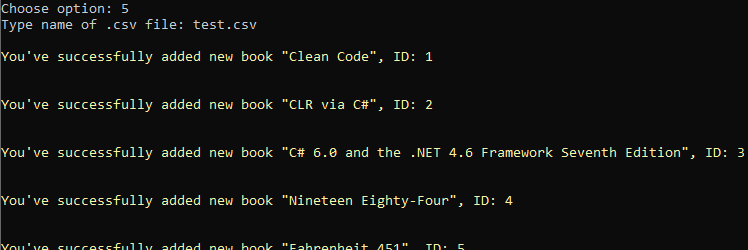 Choose option: 5
Type name of .csv file: test.csv
You've successfully added new book "Clean Code", ID: 1
You've successfully added new book "CLR via C#", ID: 2
You've successfully added new book "C# 6.0 and the .NET 4.6 Framework Seventh Edition", ID: 3
You've successfully added new book "Nineteen Eighty-Four", ID: 4
You've successfully added new book "Fahrenheit 451", ID: 5